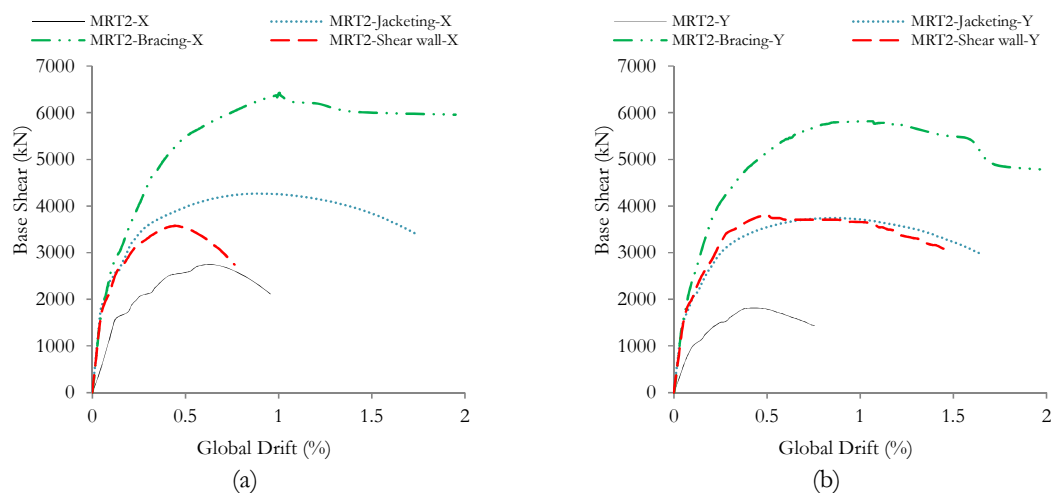 MRT2-X MRT2-Jacketing-X
MRT2-Bracing-X MRT2-Shear wall-X
7000
6000
5000
4000
3000
2000
1000
0
Base Shear (kN)
0 0.5 1 1.5 2
Global Drift (%)
(a)
MRT2-Y MRT2-Jacketing-Y
MRT2-Bracing-Y MRT2-Shear wall-Y
7000
6000
5000
4000
3000
2000
1000
0
Base Shear (kN)
0 0.5 1 1.5 2
Global Drift (%)
(b)